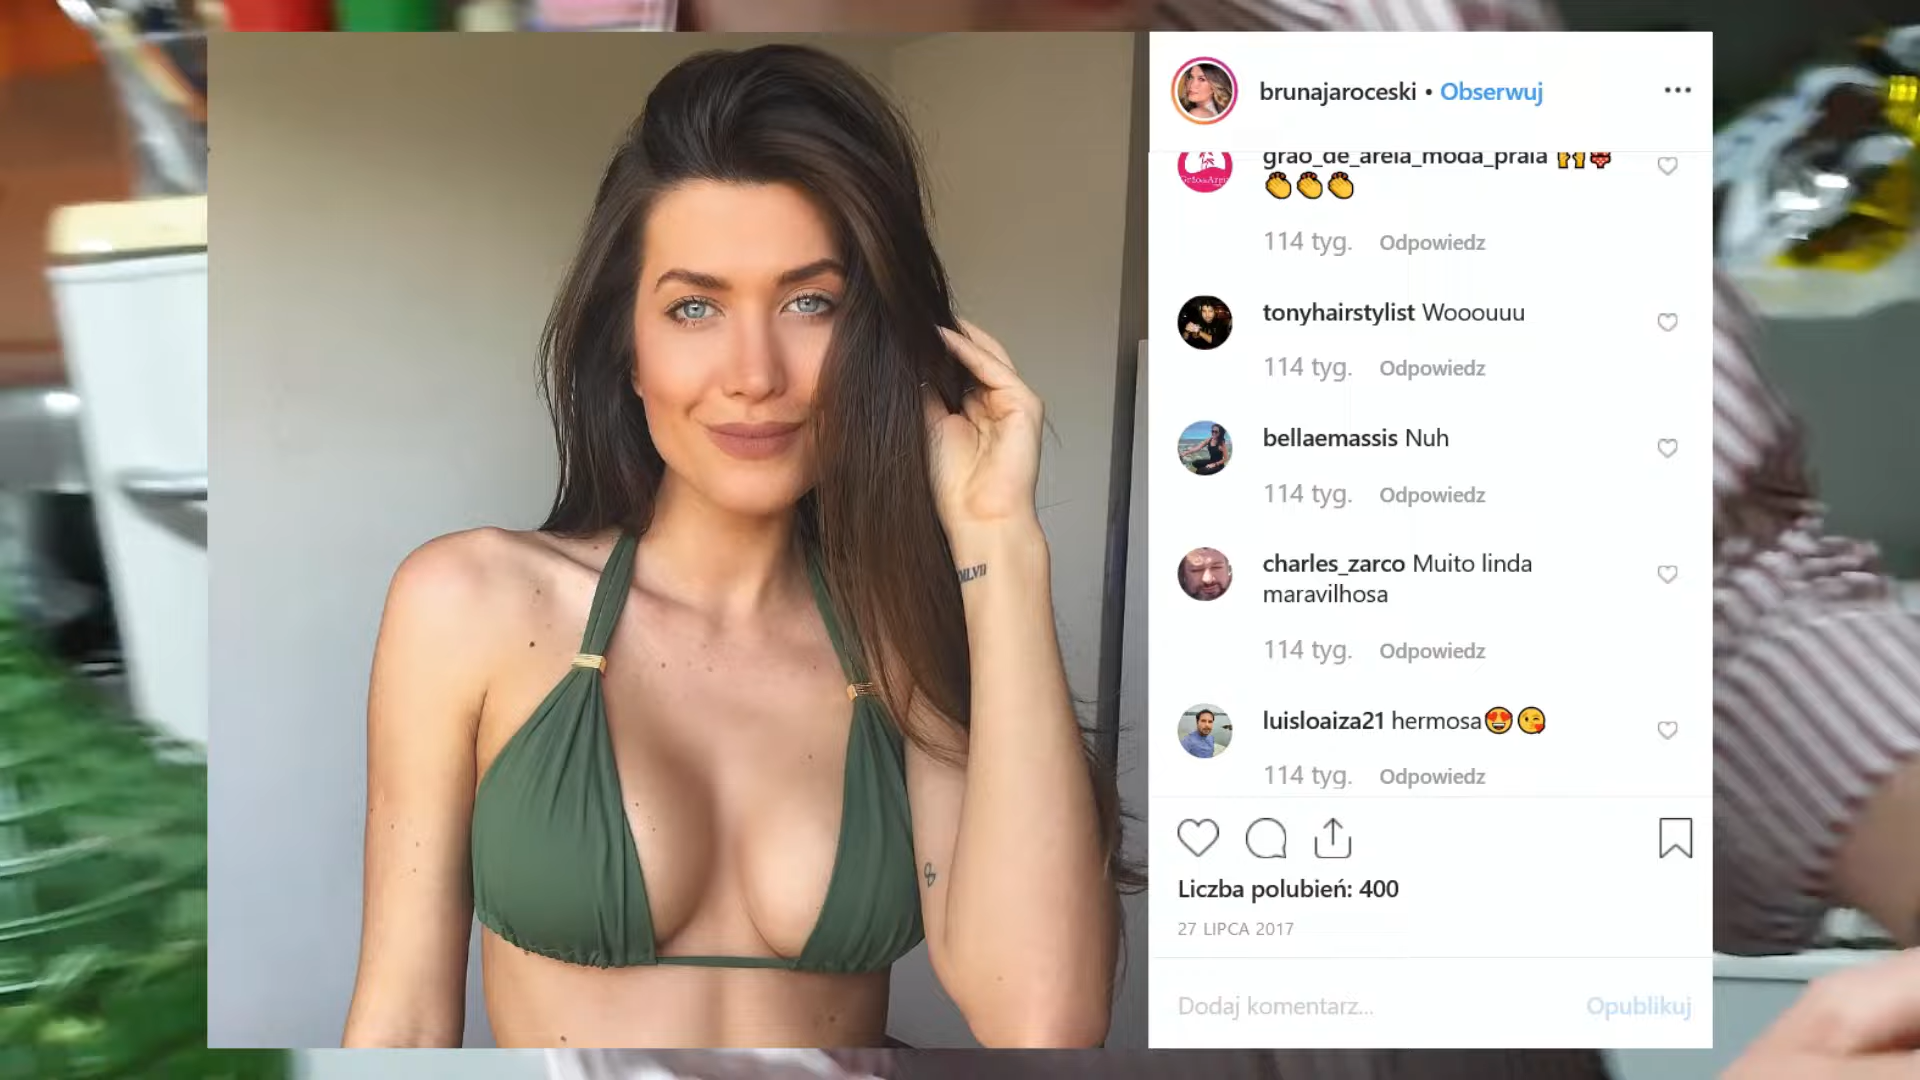 brunajaroceski • Obserwuj
grao_de_areia_moda_praia 🙌👙
👏👏👏
114 tyg. Odpowiedz
tonyhairstylist Wooouuu
114 tyg. Odpowiedz
bellaemassis Nuh
114 tyg. Odpowiedz
charles_zarco Muito linda
maravilhosa
114 tyg. Odpowiedz
luisloaiza21 hermosa😍😘
114 tyg. Odpowiedz
Liczba polubień: 400
27 LIPCA 2017
Dodaj komentarz... Opublikuj